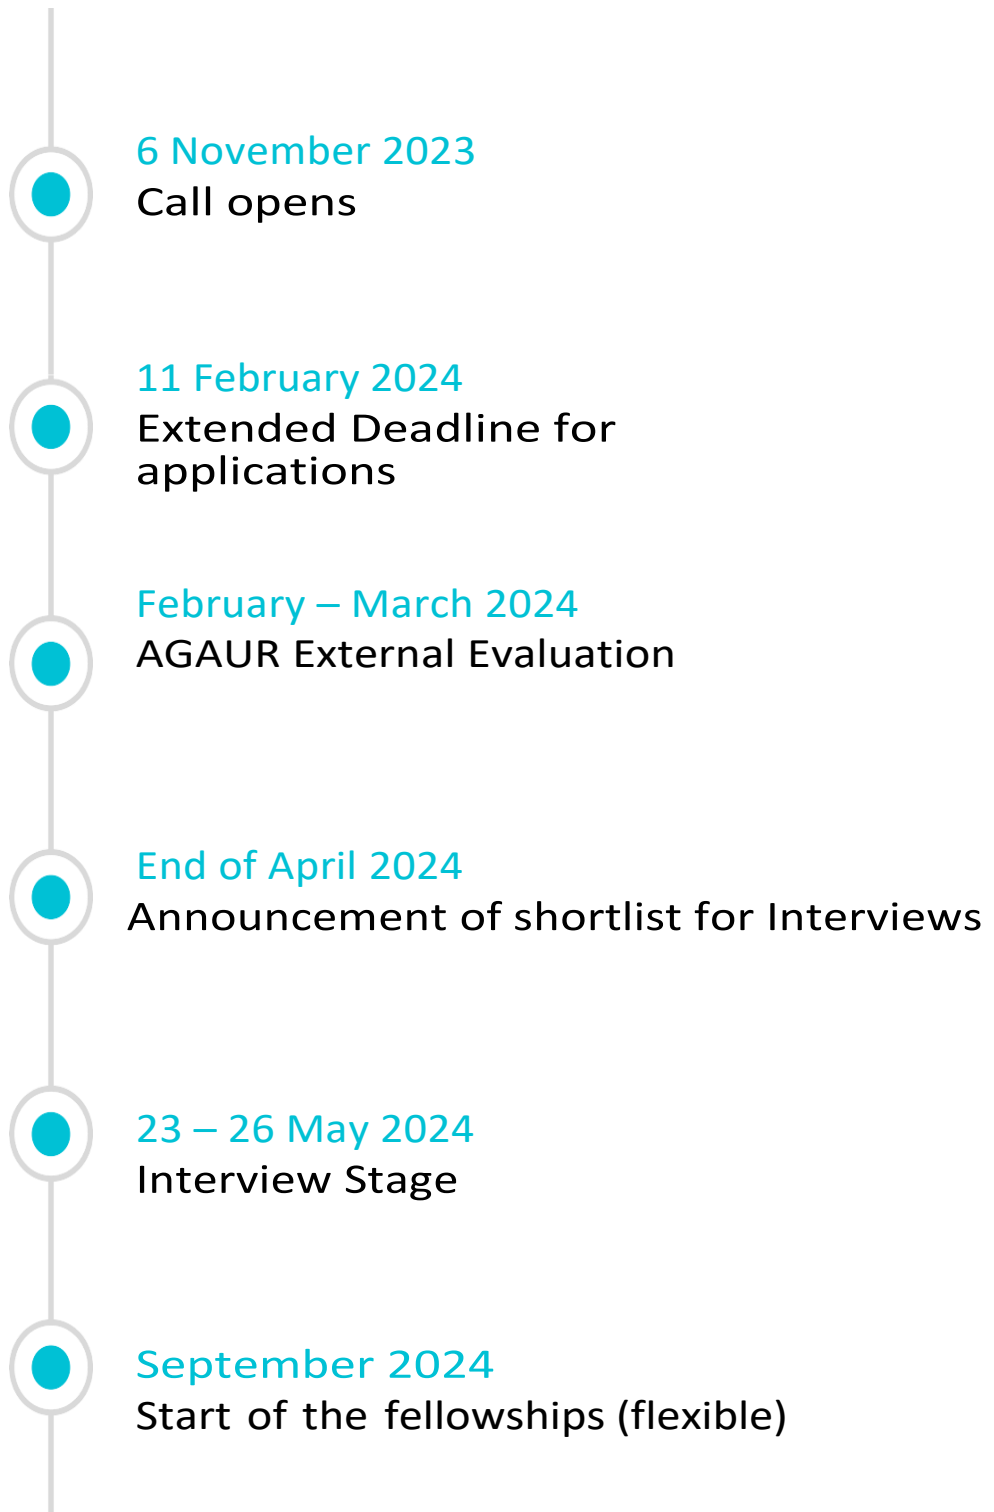 6 November 2023
Call opens
11 February 2024
Extended Deadline for
applications
February – March 2024
AGAUR External Evaluation
End of April 2024
Announcement of shortlist for Interviews
23 – 26 May 2024
Interview Stage
September 2024
Start of the fellowships (flexible)